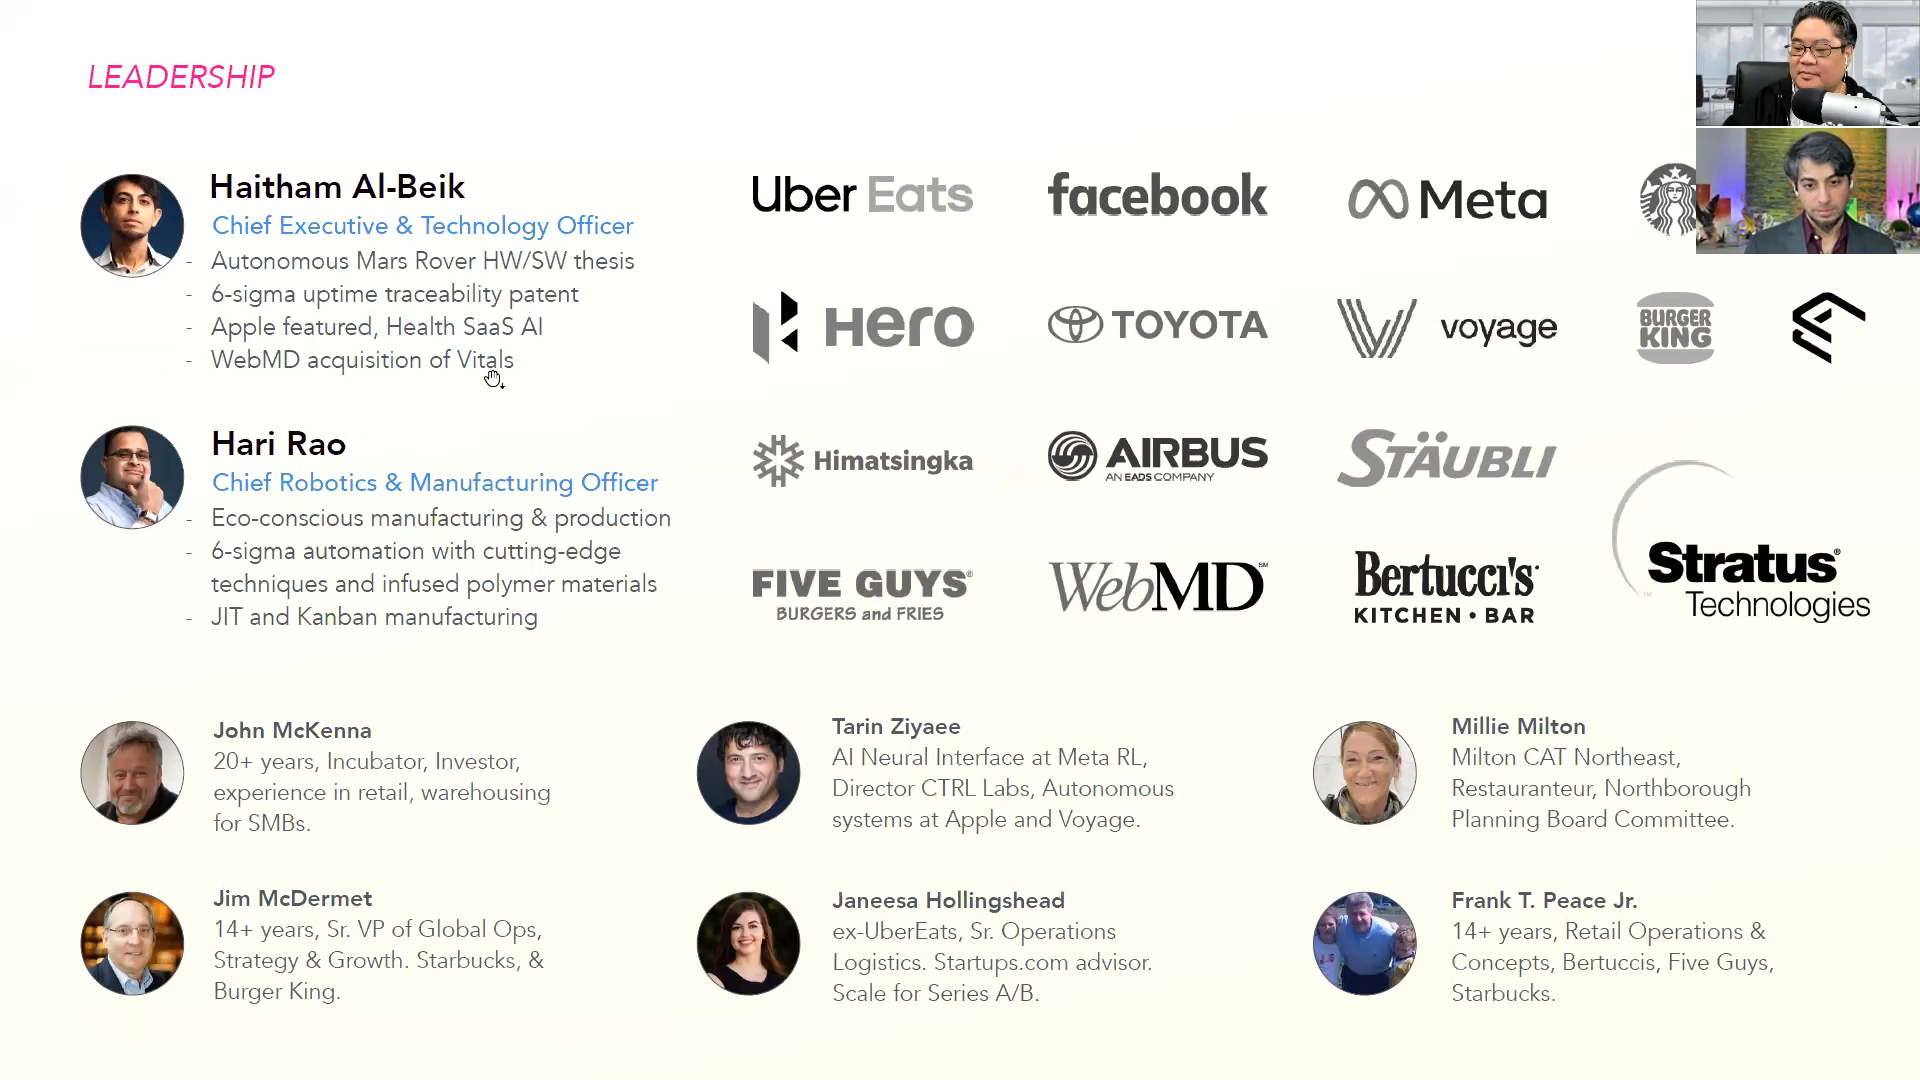 LEADERSHIP
Haitham Al-Beik
Chief Executive & Technology Officer
- Autonomous Mars Rover HW/SW thesis
- 6-sigma uptime traceability patent
- Apple featured, Health SaaS AI
- WebMD acquisition of Vitals
Hari Rao
Chief Robotics & Manufacturing Officer
- Eco-conscious manufacturing & production
- 6-sigma automation with cutting-edge
techniques and infused polymer materials
- JIT and Kanban manufacturing
Uber Eats
facebook
Meta
Hero
TOYOTA
voyage
BURGER
KING
Himatsingka
AIRBUS
AN EADS COMPANY
STÄUBLI
FIVE GUYS®
BURGERS and FRIES
WebMD℠
Bertucci's
KITCHEN • BAR
Stratus®
Technologies
John McKenna
20+ years, Incubator, Investor,
experience in retail, warehousing
for SMBs.
Tarin Ziyaee
AI Neural Interface at Meta RL,
Director CTRL Labs, Autonomous
systems at Apple and Voyage.
Millie Milton
Milton CAT Northeast,
Restauranteur, Northborough
Planning Board Committee.
Jim McDermet
14+ years, Sr. VP of Global Ops,
Strategy & Growth. Starbucks, &
Burger King.
Janeesa Hollingshead
ex-UberEats, Sr. Operations
Logistics. Startups.com advisor.
Scale for Series A/B.
Frank T. Peace Jr.
14+ years, Retail Operations &
Concepts, Bertuccis, Five Guys,
Starbucks.